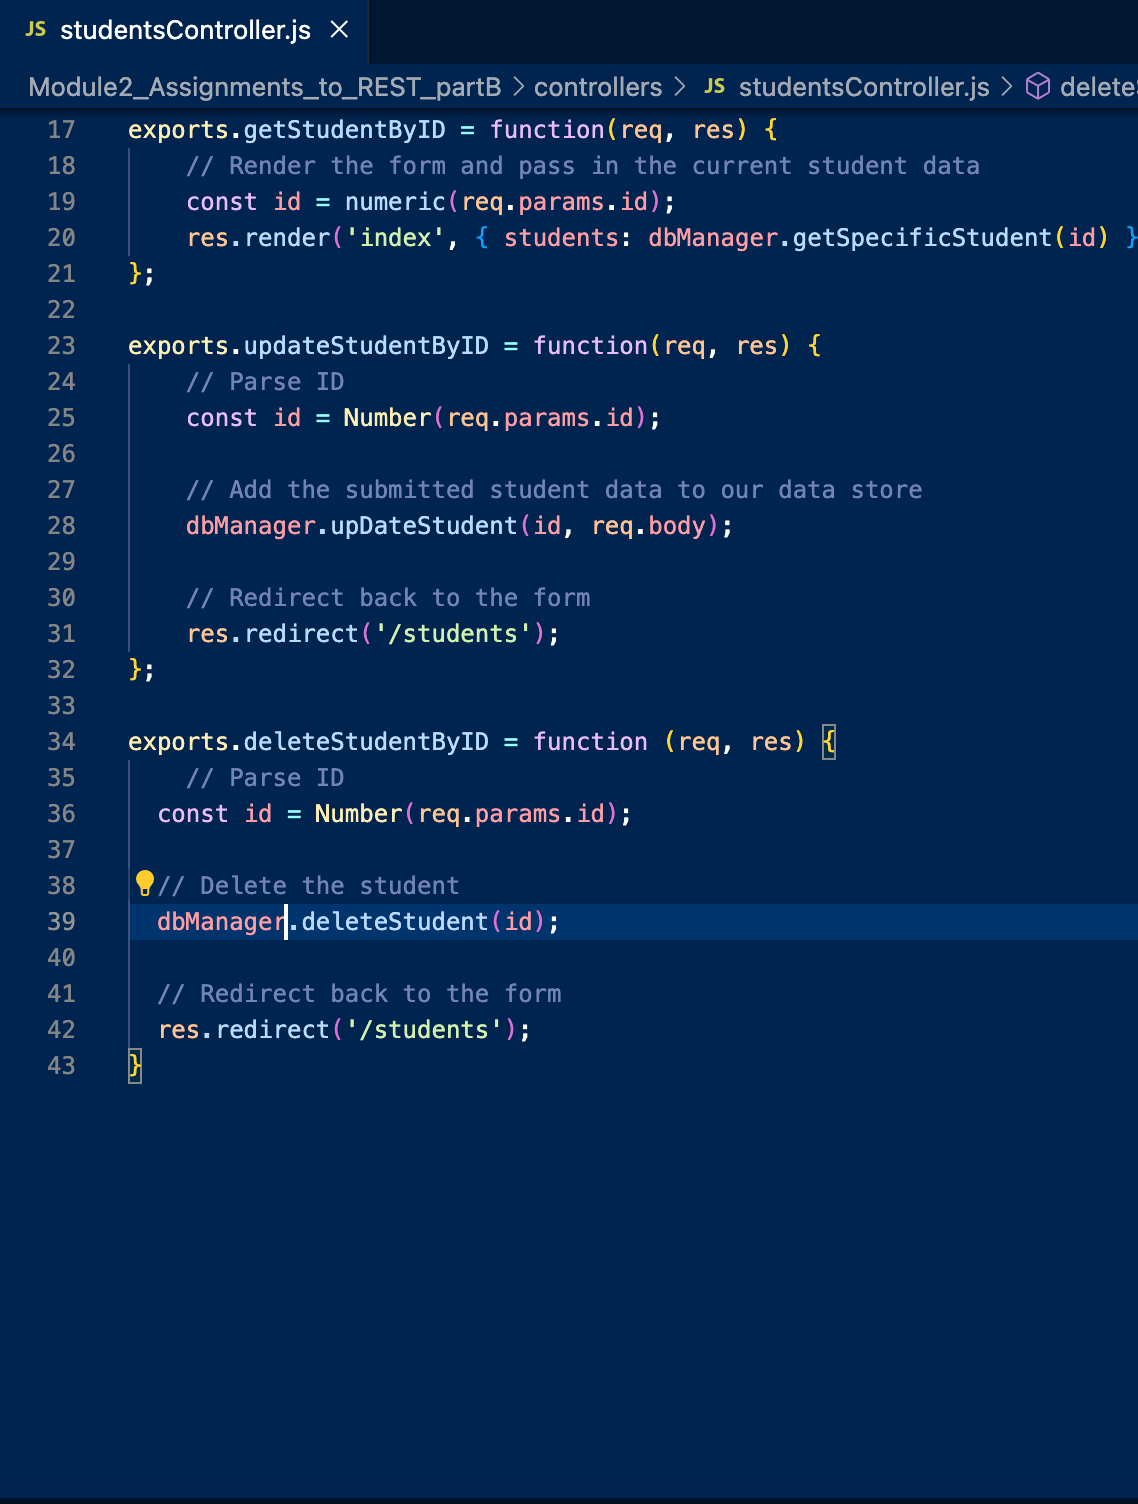 JS studentsController.js ×
Module2_Assignments_to_REST_partB > controllers > JS studentsController.js > delete
17 exports.getStudentByID = function(req, res) {
18 // Render the form and pass in the current student data
19 const id = numeric(req.params.id);
20 res.render('index', { students: dbManager.getSpecificStudent(id) }
21 };
22
23 exports.updateStudentByID = function(req, res) {
24 // Parse ID
25 const id = Number(req.params.id);
26
27 // Add the submitted student data to our data store
28 dbManager.upDateStudent(id, req.body);
29
30 // Redirect back to the form
31 res.redirect('/students');
32 };
33
34 exports.deleteStudentByID = function (req, res) {
35 // Parse ID
36 const id = Number(req.params.id);
37
38 // Delete the student
39 dbManager.deleteStudent(id);
40
41 // Redirect back to the form
42 res.redirect('/students');
43 }